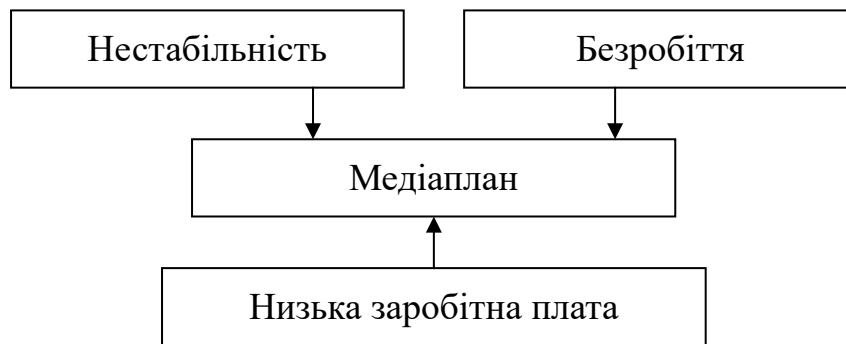 Нестабільність
Безробіття
Медіаплан
Низька заробітна плата